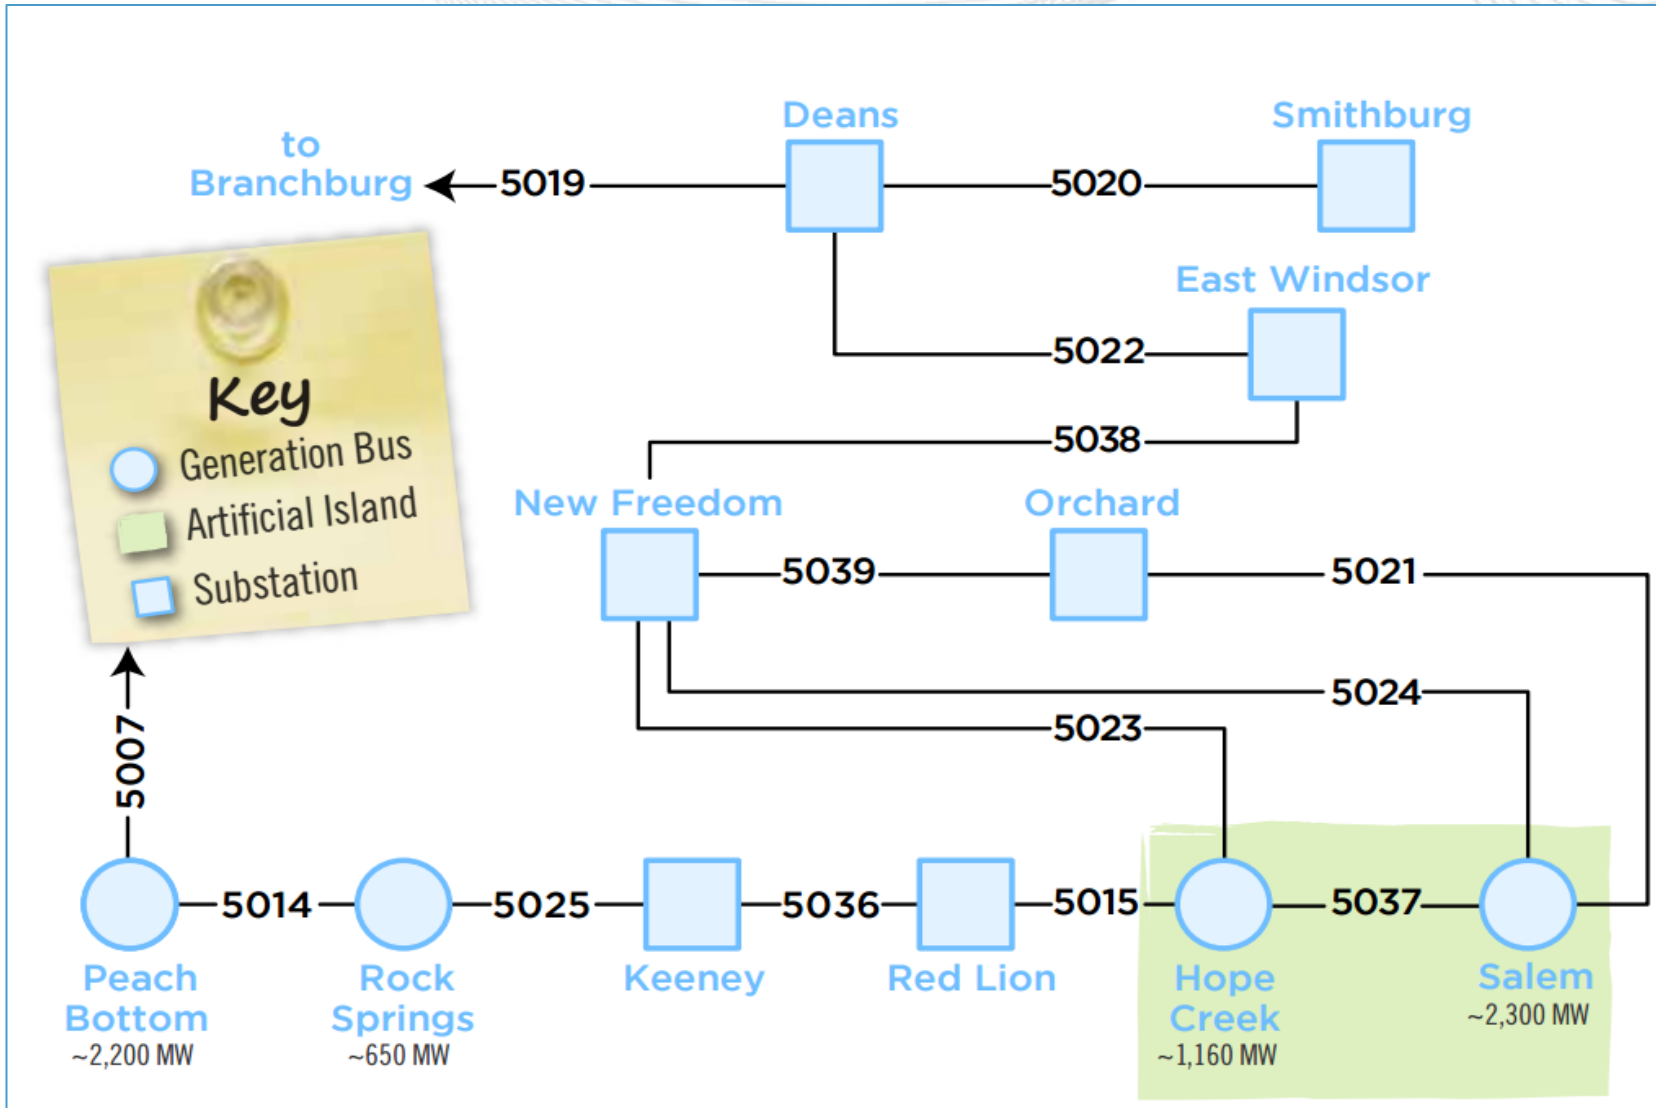 Deans
Smithburg
to
Branchburg
5019
5020
East Windsor
5022
Key
Generation Bus
Artificial Island
Substation
5038
New Freedom
Orchard
5039
5021
5024
5023
5007
5014
5025
5036
5015
5037
Peach
Bottom
~2,200 MW
Rock
Springs
~650 MW
Keeney
Red Lion
Hope
Creek
~1,160 MW
Salem
~2,300 MW